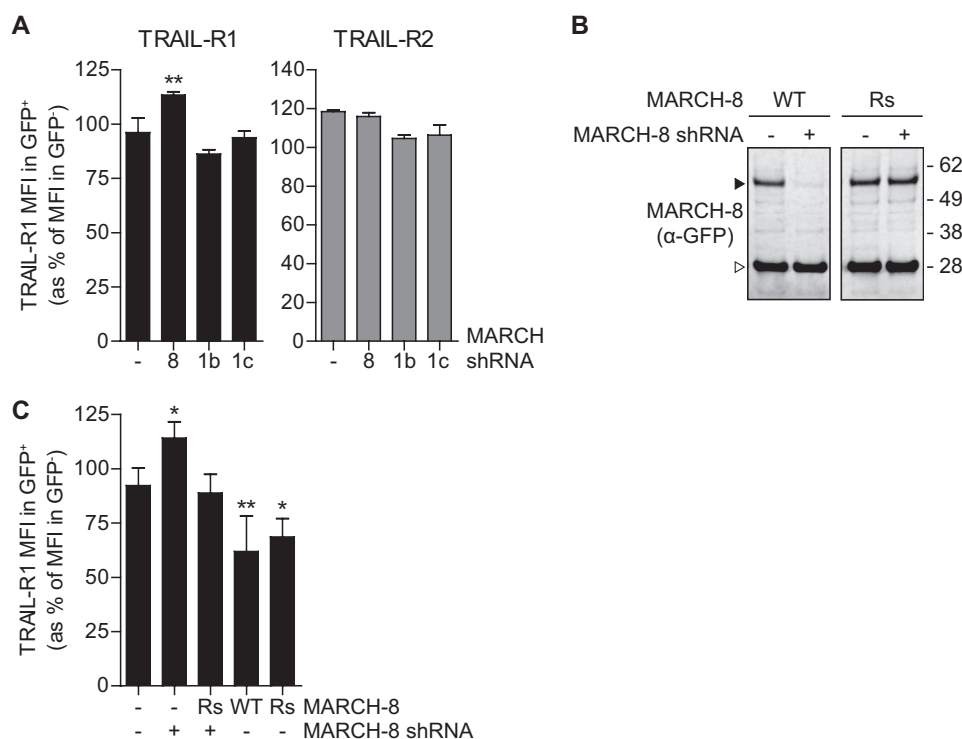 A
TRAIL-R1
TRAIL-R2
TRAIL-R1 MFI in GFP⁺
(as % of MFI in GFP⁻)
125
100
75
50
25
0
**
- 8 1b 1c
140
120
100
80
60
40
20
0
- 8 1b 1c
MARCH
shRNA
B
MARCH-8 WT Rs
MARCH-8 shRNA - + - +
MARCH-8
(α-GFP)
- 62
- 49
- 38
- 28
C
TRAIL-R1 MFI in GFP⁺
(as % of MFI in GFP⁻)
125
100
75
50
25
0
* ** *
- - Rs WT Rs MARCH-8
- + + - - MARCH-8 shRNA